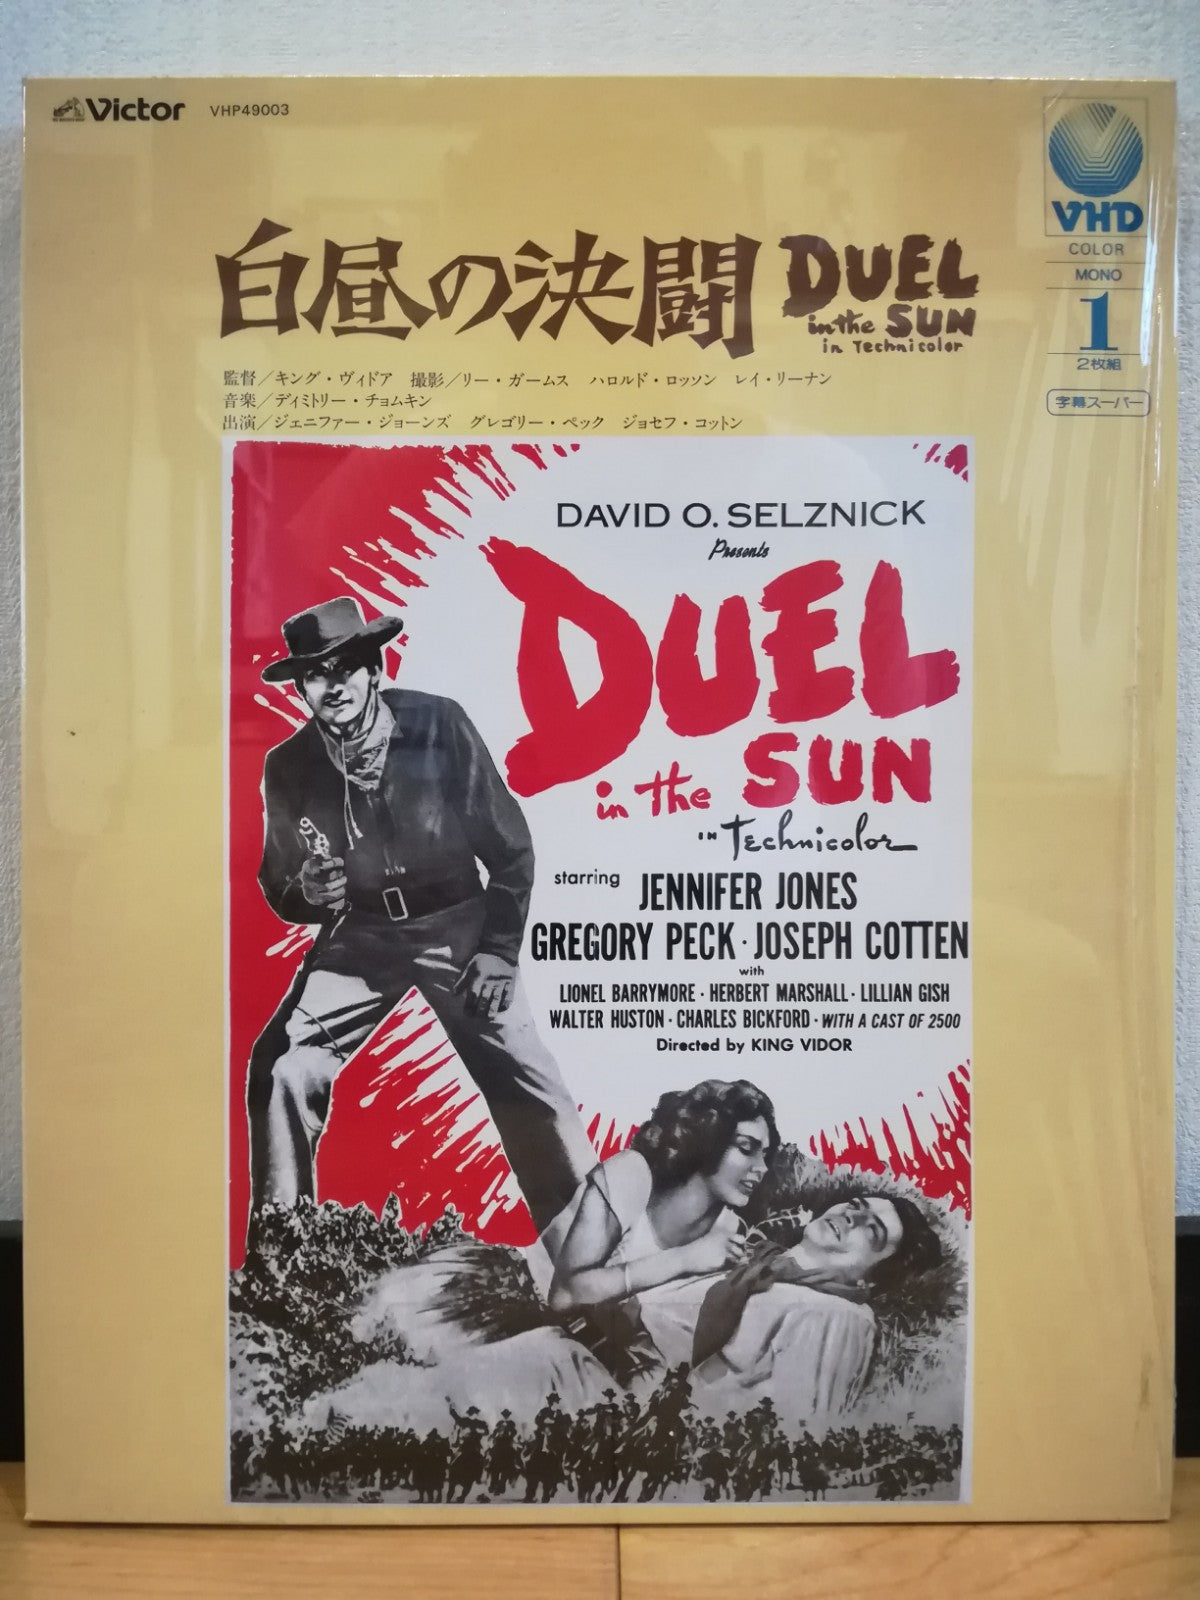 Victor VHP49003
VHD
COLOR
MONO
1
2枚組
字幕スーパー
白昼の決闘 DUEL
in the SUN
in Technicolor
監督／キング・ヴィドア 撮影／リー・ガームス ハロルド・ロッソン レイ・リーナン
音楽／ディミトリー・チョムキン
出演／ジェニファー・ジョーンズ グレゴリー・ペック ジョセフ・コットン
DAVID O. SELZNICK
Presents
DUEL
in the SUN
IN Technicolor
starring JENNIFER JONES
GREGORY PECK · JOSEPH COTTEN
with
LIONEL BARRYMORE · HERBERT MARSHALL · LILLIAN GISH
WALTER HUSTON · CHARLES BICKFORD · WITH A CAST OF 2500
Directed by KING VIDOR